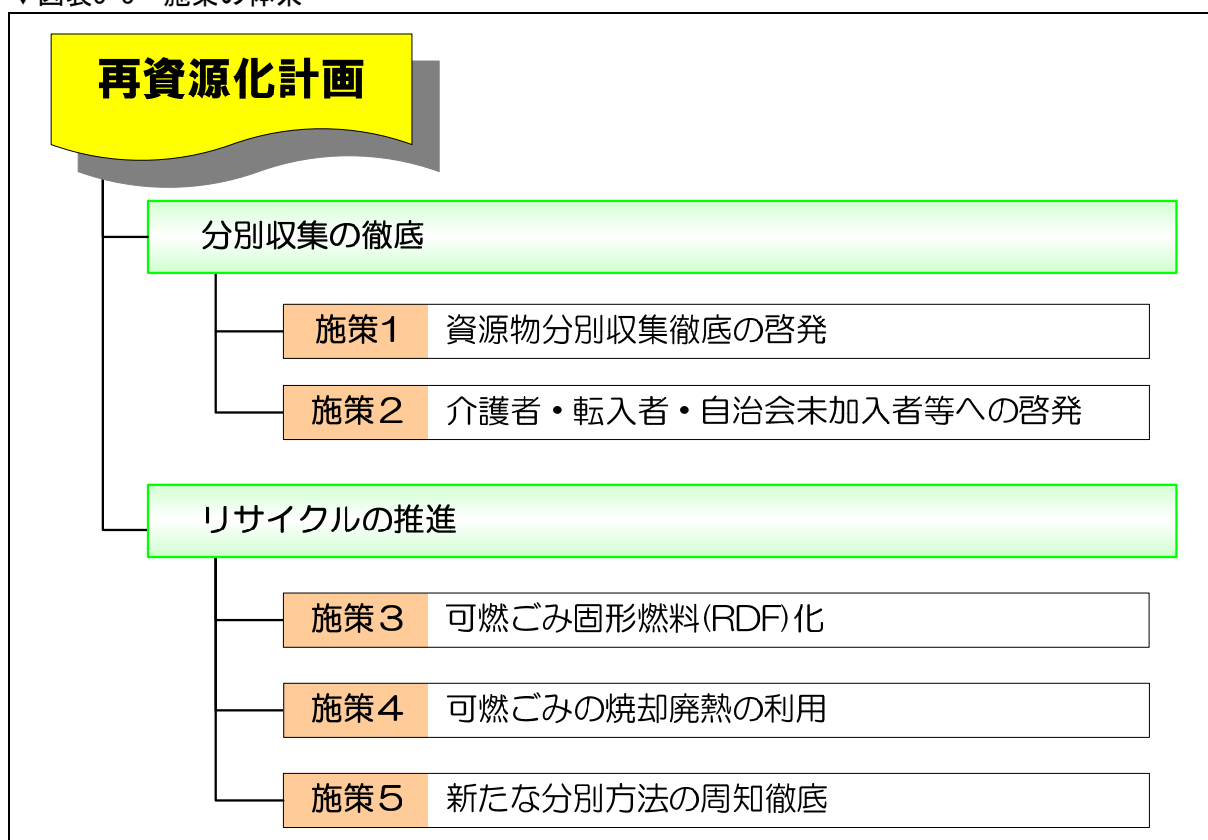 再資源化計画
分別収集の徹底
施策1 資源物分別収集徹底の啓発
施策２ 介護者・転入者・自治会未加入者等への啓発
リサイクルの推進
施策３ 可燃ごみ固形燃料(RDF)化
施策４ 可燃ごみの焼却廃熱の利用
施策５ 新たな分別方法の周知徹底